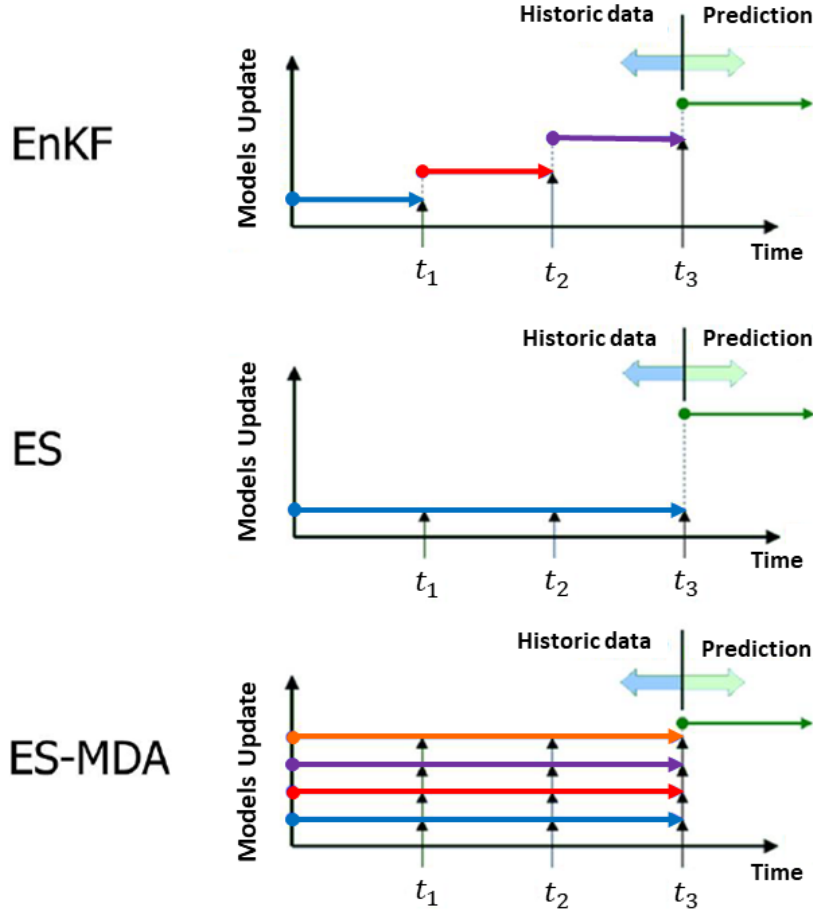 Historic data
Prediction
EnKF
Models Update
Time
t₁
t₂
t₃
Historic data
Prediction
ES
Models Update
Time
t₁
t₂
t₃
Historic data
Prediction
ES-MDA
Models Update
Time
t₁
t₂
t₃